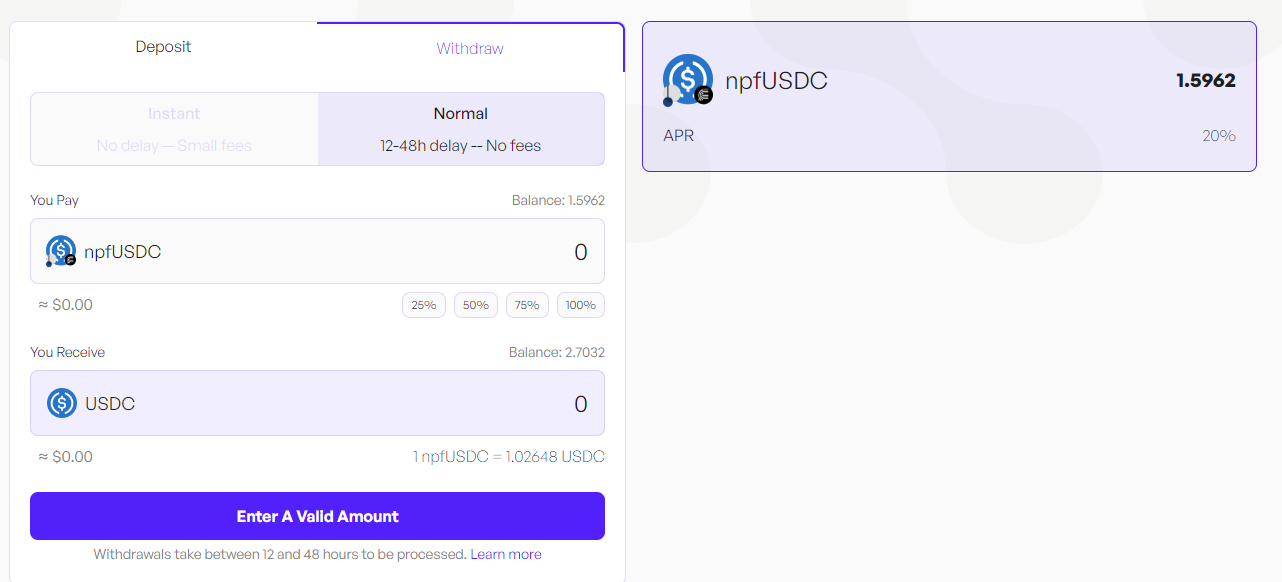 Deposit
Withdraw
Instant
No delay -- Small fees
Normal
12-48h delay -- No fees
You Pay
Balance: 1.5962
npfUSDC
0
≈ $0.00
25%
50%
75%
100%
You Receive
Balance: 2.7032
USDC
0
≈ $0.00
1 npfUSDC = 1.02648 USDC
Enter A Valid Amount
Withdrawals take between 12 and 48 hours to be processed. Learn more
npfUSDC
1.5962
APR
20%